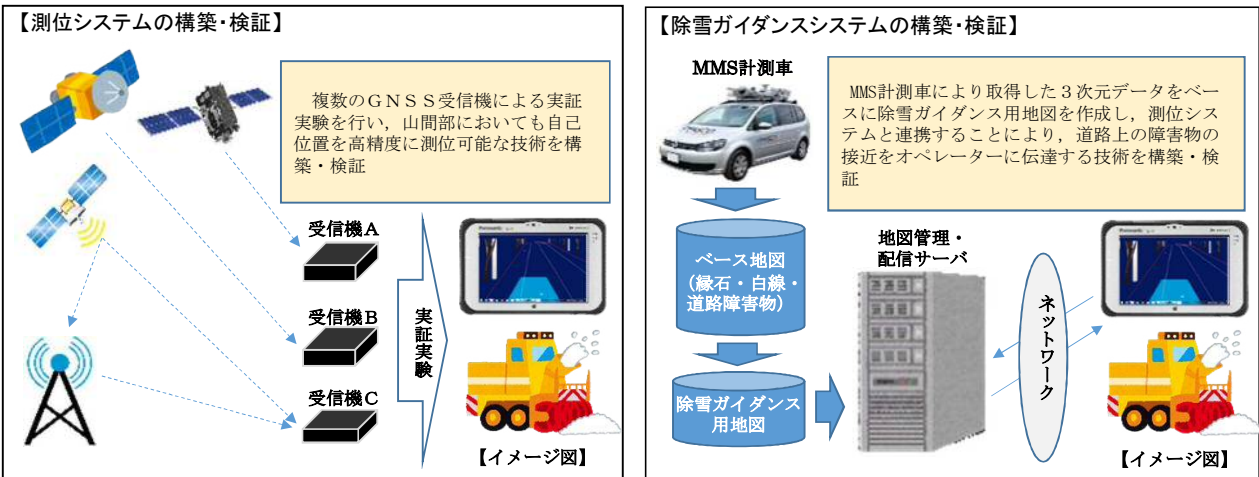 【測位システムの構築・検証】
複数のＧＮＳＳ受信機による実証
実験を行い，山間部においても自己
位置を高精度に測位可能な技術を構
築・検証
受信機Ａ
受信機Ｂ
受信機Ｃ
実証実験
【イメージ図】
【除雪ガイダンスシステムの構築・検証】
MMS計測車
MMS計測車により取得した３次元データをベー
スに除雪ガイダンス用地図を作成し，測位シス
テムと連携することにより，道路上の障害物の
接近をオペレーターに伝達する技術を構築・検
証
ベース地図
（縁石・白線・
道路障害物）
除雪ガイダンス
用地図
地図管理・
配信サーバ
ネットワーク
【イメージ図】